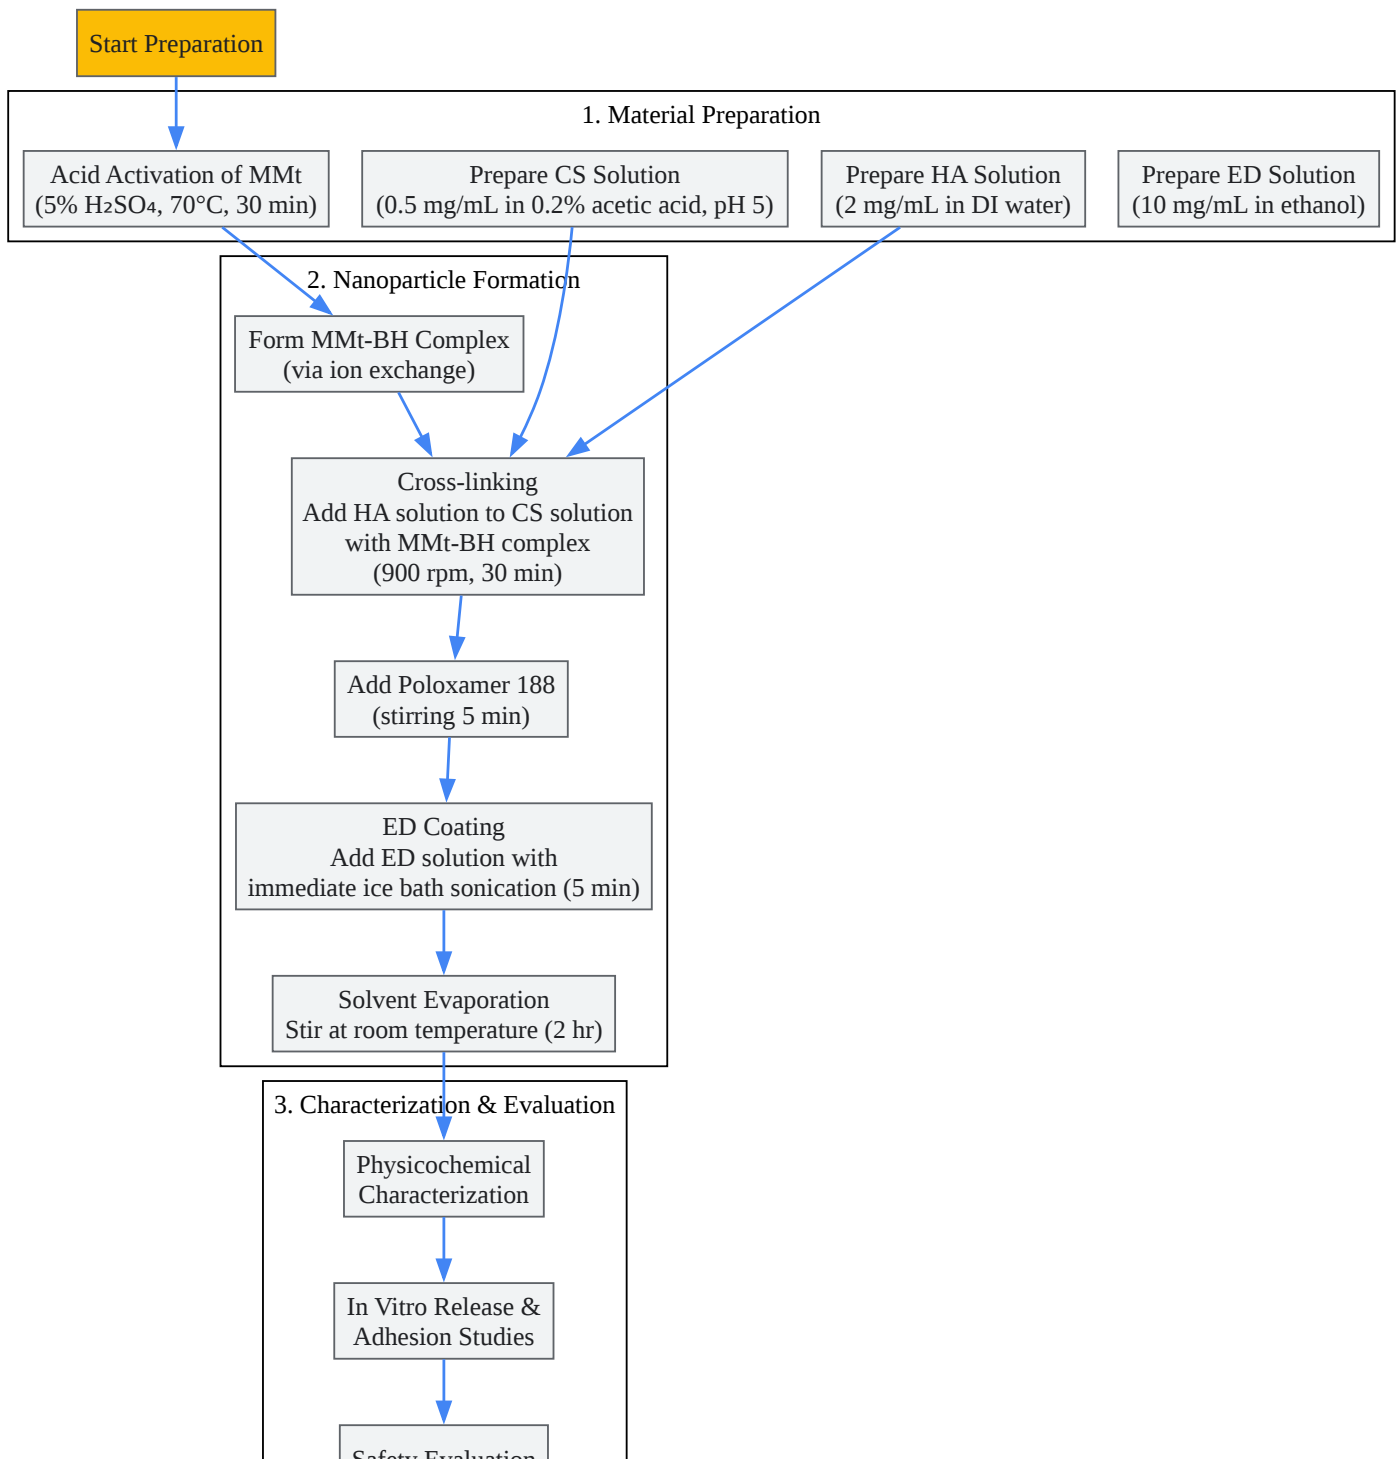 Start Preparation
1. Material Preparation
Acid Activation of MMt
(5% H₂SO₄, 70°C, 30 min)
Prepare CS Solution
(0.5 mg/mL in 0.2% acetic acid, pH 5)
Prepare HA Solution
(2 mg/mL in DI water)
Prepare ED Solution
(10 mg/mL in ethanol)
2. Nanoparticle Formation
Form MMt-BH Complex
(via ion exchange)
Cross-linking
Add HA solution to CS solution
with MMt-BH complex
(900 rpm, 30 min)
Add Poloxamer 188
(stirring 5 min)
ED Coating
Add ED solution with
immediate ice bath sonication (5 min)
Solvent Evaporation
Stir at room temperature (2 hr)
3. Characterization & Evaluation
Physicochemical
Characterization
In Vitro Release &
Adhesion Studies
Safety Evaluation